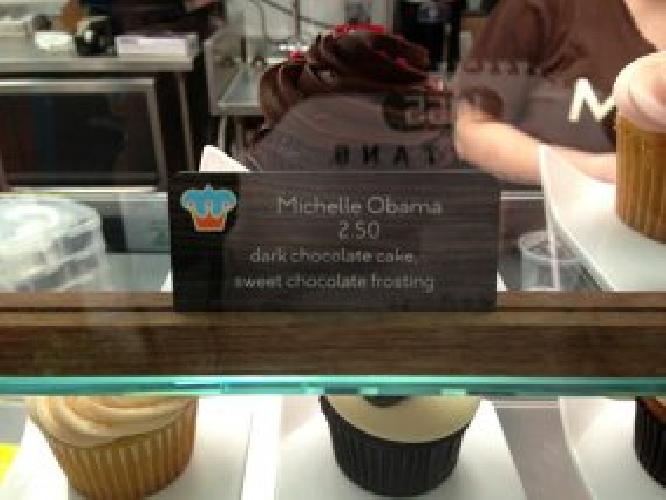 Michelle Obama
2.50
dark chocolate cake,
sweet chocolate frosting